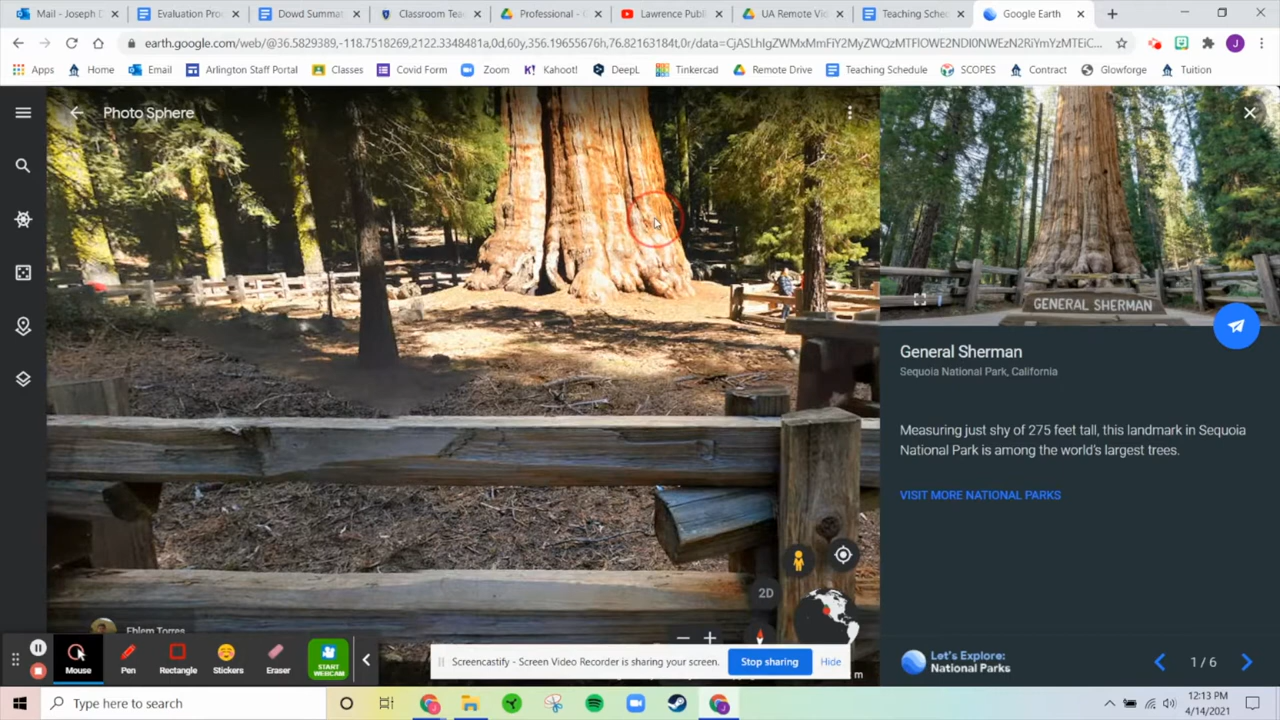 Mail - Joseph D
Evaluation Pro
Dowd Summat
Classroom Tea
Professional - G
Lawrence Public
UA Remote Vid
Teaching Sched
Google Earth
Apps
Home
Email
Arlington Staff Portal
Classes
Covid Form
Zoom
Kahoot!
DeepL
Tinkercad
Remote Drive
Teaching Schedule
SCOPES
Contract
Glowforge
Tuition
Photo Sphere
GENERAL SHERMAN
General Sherman
Sequoia National Park, California
Measuring just shy of 275 feet tall, this landmark in Sequoia
National Park is among the world's largest trees.
VISIT MORE NATIONAL PARKS
2D
Ehlem Torres
Mouse
Pen
Rectangle
Stickers
Eraser
START
WEBCAM
Screencastify - Screen Video Recorder is sharing your screen.
Stop sharing
Hide
m
Let's Explore:
National Parks
1 / 6
Type here to search
12:13 PM
4/14/2021